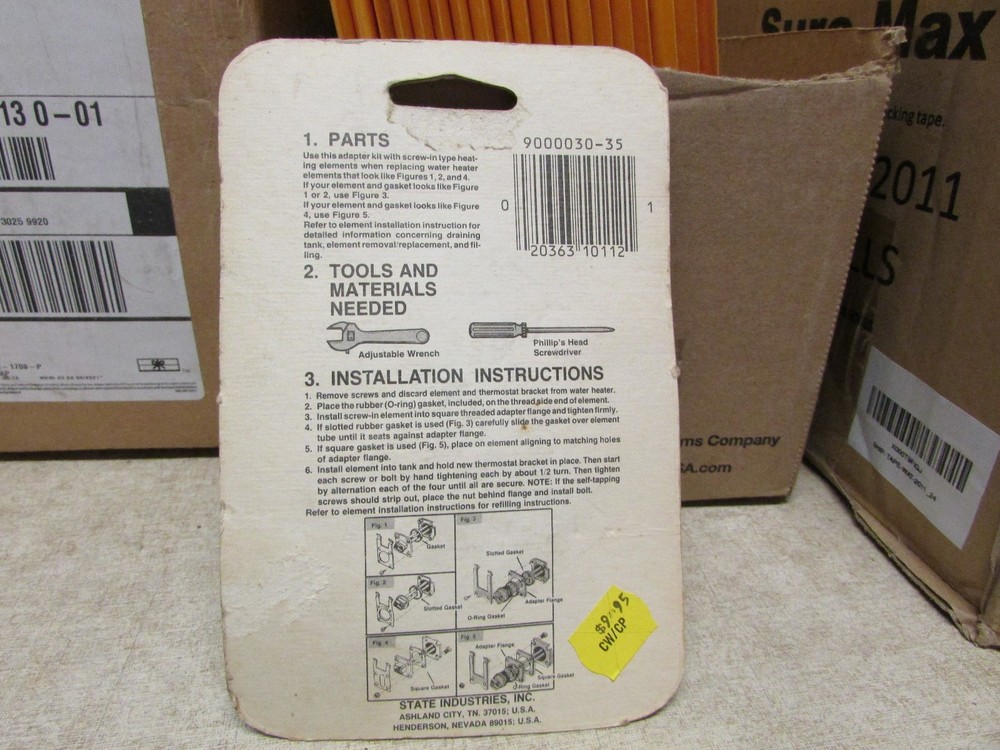 13 0-01
3025 9920
Sure Max
cking tape.
2011
LLS
ms Company
SA.com
1. PARTS
Use this adapter kit with screw-in type heat-
ing elements when replacing water heater
elements that look like Figures 1, 2, and 4.
If your element and gasket looks like Figure
1 or 2, use Figure 3.
If your element and gasket looks like Figure
4, use Figure 5.
Refer to element installation instruction for
detailed information concerning draining
tank, element removal/replacement, and fil-
ling.
9000030-35
0 20363 10112 1
2. TOOLS AND
MATERIALS
NEEDED
Adjustable Wrench
Phillip's Head
Screwdriver
3. INSTALLATION INSTRUCTIONS
1. Remove screws and discard element and thermostat bracket from water heater.
2. Place the rubber (O-ring) gasket, included, on the thread side end of element.
3. Install screw-in element into square threaded adapter flange and tighten firmly.
4. If slotted rubber gasket is used (Fig. 3) carefully slide the gasket over element
tube until it seats against adapter flange.
5. If square gasket is used (Fig. 5), place on element aligning to matching holes
of adapter flange.
6. Install element into tank and hold new thermostat bracket in place. Then start
each screw or bolt by hand tightening each by about 1/2 turn. Then tighten
by alternation each of the four until all are secure. NOTE: If the self-tapping
screws should strip out, place the nut behind flange and install bolt.
Refer to element installation instructions for refilling instructions.
Fig. 1
Gasket
Fig. 2
Slotted Gasket
Fig. 3
Slotted Gasket
Adapter Flange
O-Ring Gasket
Fig. 4
Square Gasket
Fig. 5
Adapter Flange
Square Gasket
O-Ring Gasket
$9.95
CW/CP
STATE INDUSTRIES, INC.
ASHLAND CITY, TN. 37015; U.S.A.
HENDERSON, NEVADA 89015; U.S.A.